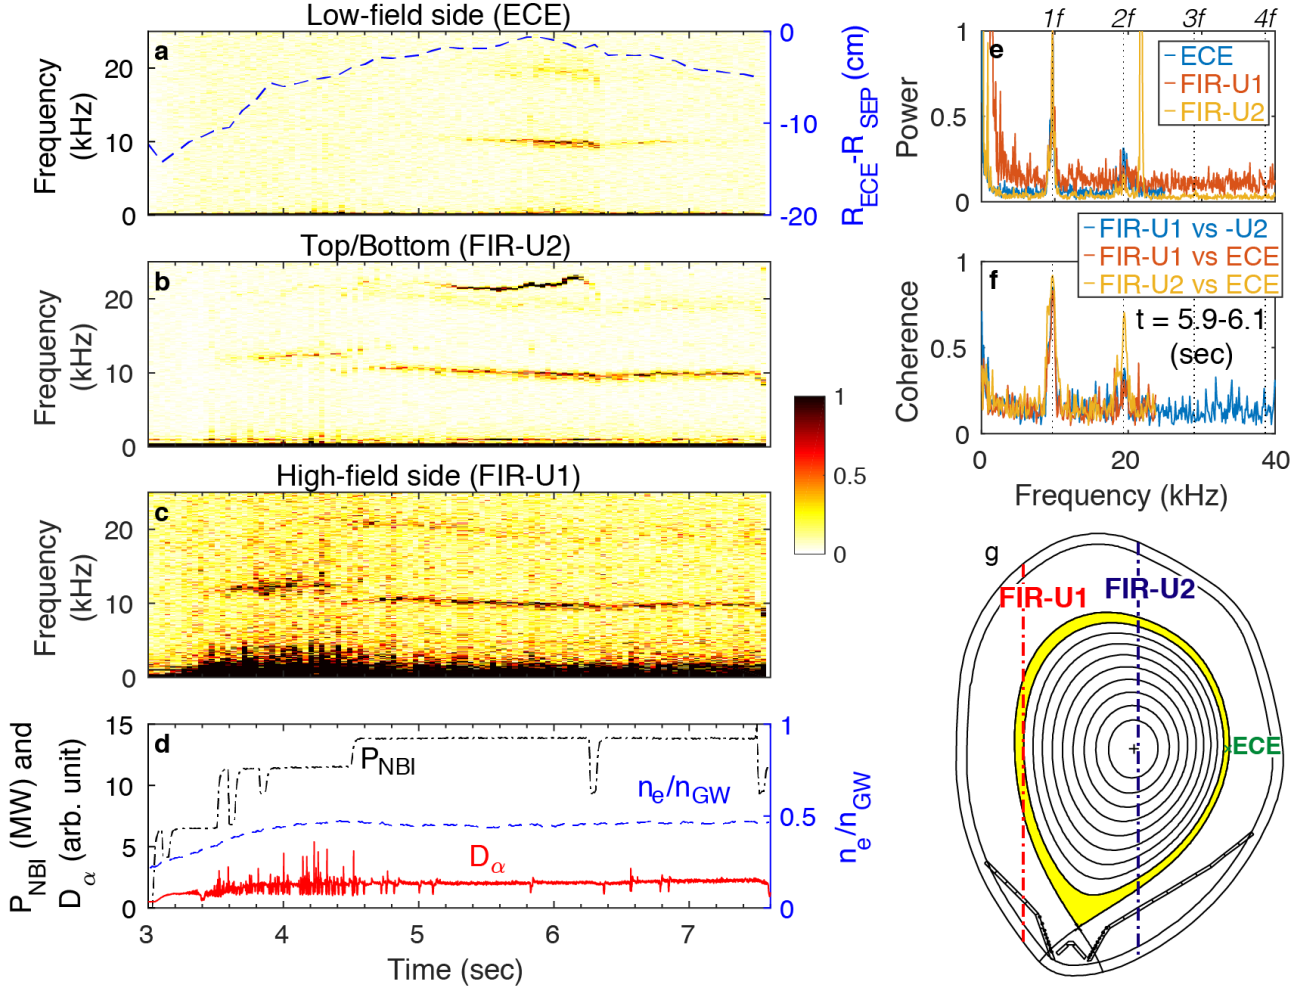 Low-field side (ECE)
a
Frequency
(kHz)
20
10
0
0
-10
-20
R_ECE-R_SEP (cm)
Top/Bottom (FIR-U2)
b
Frequency
(kHz)
20
10
0
High-field side (FIR-U1)
c
Frequency
(kHz)
20
10
0
1
0.5
0
d
P_NBI (MW) and
D_α (arb. unit)
15
10
5
0
P_NBI
n_e/n_GW
D_α
1
0.5
0
n_e/n_GW
3
4
5
6
7
Time (sec)
1f
2f
3f
4f
e
Power
1
0.5
0
ECE
FIR-U1
FIR-U2
f
Coherence
1
0.5
0
FIR-U1 vs -U2
FIR-U1 vs ECE
FIR-U2 vs ECE
t = 5.9-6.1
(sec)
0
20
40
Frequency (kHz)
g
FIR-U1
FIR-U2
ECE